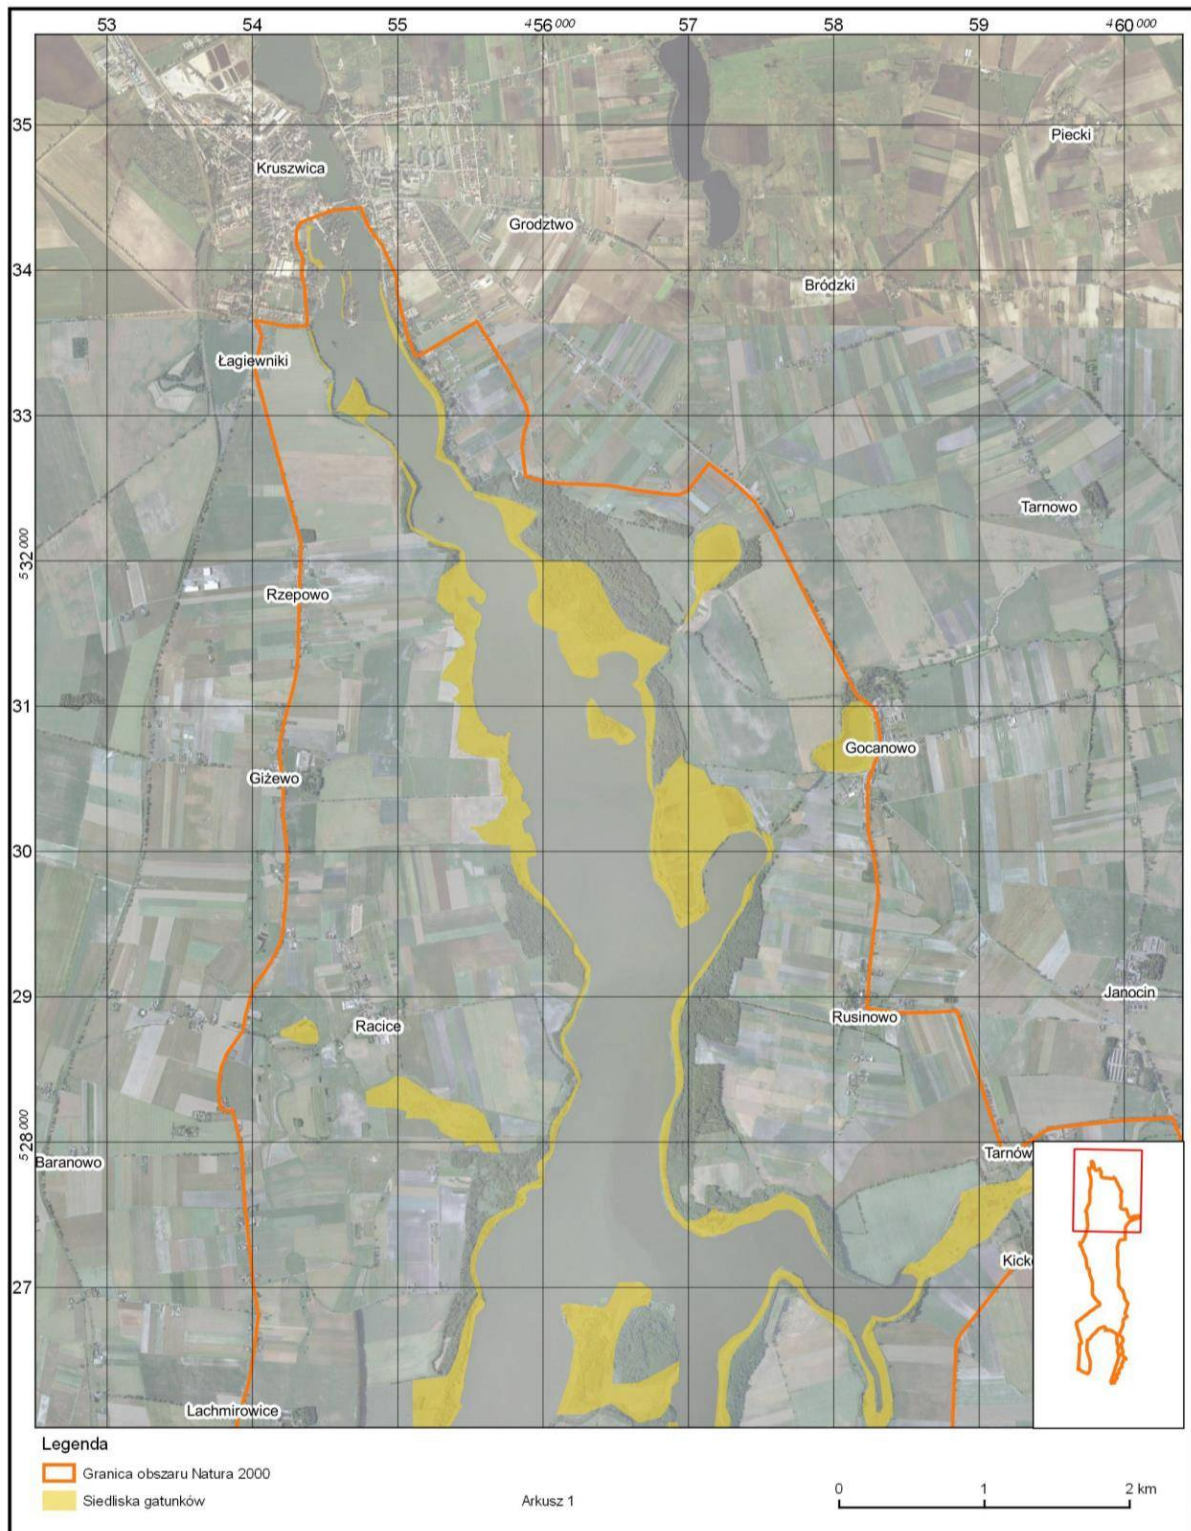 53 54 55 456000 57 58 59 460000
35
Piecki
Kruszwica
Grodztwo
34
Bródzki
Łagiewniki
33
Tarnowo
532000
Rzepowo
31
Gocanowo
Giżewo
30
29
Janocin
Rusinowo
Racice
528000
Tarnów
Baranowo
Kick
27
Lachmirowice
Legenda
Granica obszaru Natura 2000
Siedliska gatunków
Arkusz 1
0 1 2 km